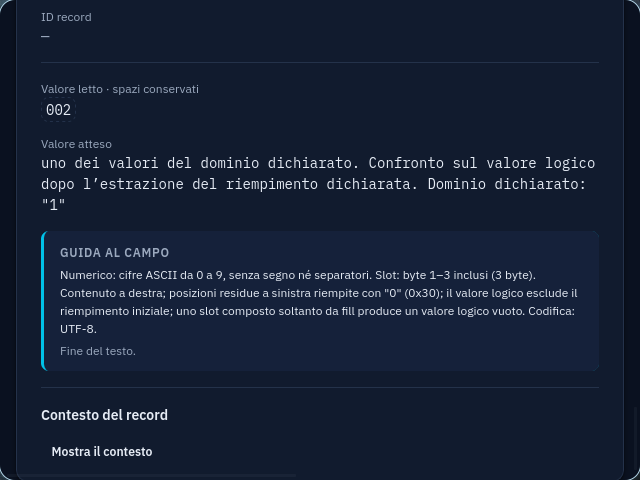 ID record
—
Valore letto · spazi conservati
002
Valore atteso
uno dei valori del dominio dichiarato. Confronto sul valore logico
dopo l’estrazione del riempimento dichiarata. Dominio dichiarato:
"1"
GUIDA AL CAMPO
Numerico: cifre ASCII da 0 a 9, senza segno né separatori. Slot: byte 1–3 inclusi (3 byte).
Contenuto a destra; posizioni residue a sinistra riempite con "0" (0x30); il valore logico esclude il
riempimento iniziale; uno slot composto soltanto da fill produce un valore logico vuoto. Codifica:
UTF-8.
Fine del testo.
Contesto del record
Mostra il contesto